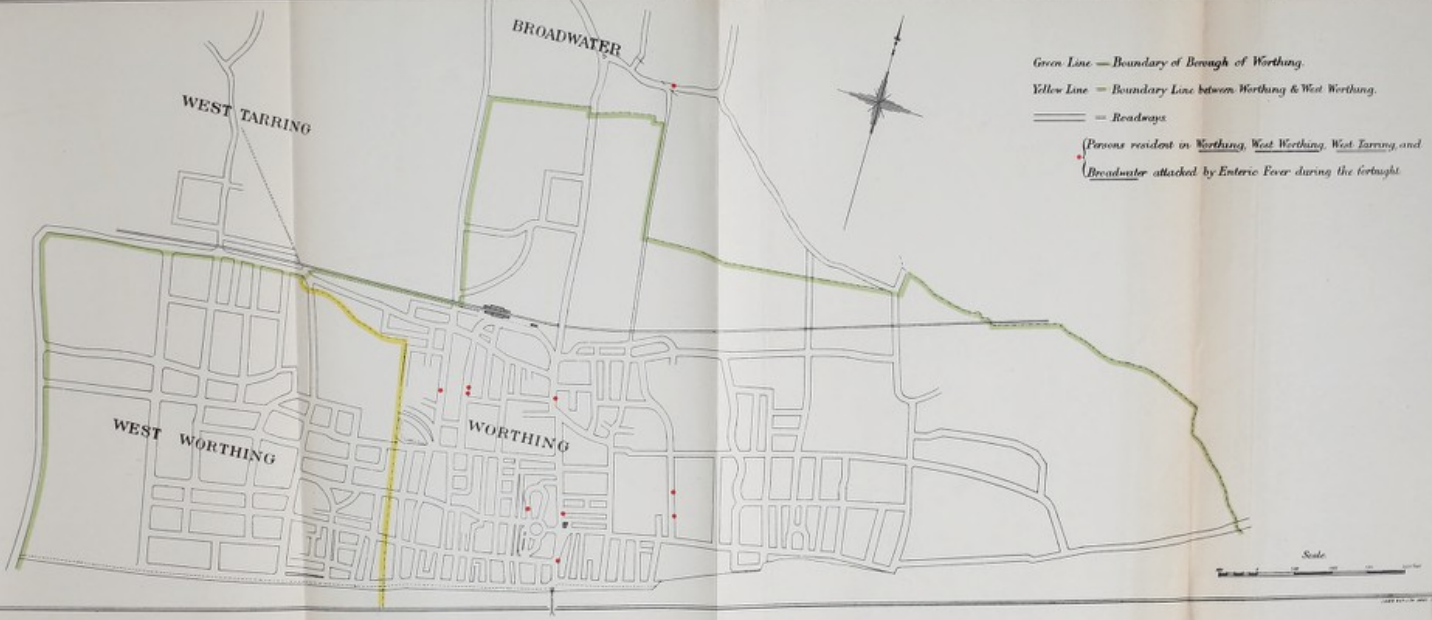 BROADWATER
WEST TARRING
Green Line — Boundary of Borough of Worthing.
Yellow Line = Boundary Line between Worthing & West Worthing.
= Roadways
Persons resident in Worthing, West Worthing, West Tarring, and
Broadwater attacked by Enteric Fever during the fortnight
WEST WORTHING
WORTHING
Scale